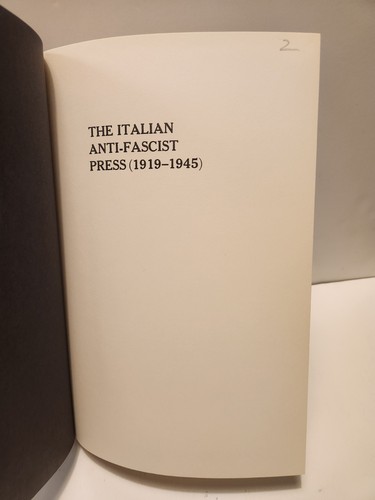 2
THE ITALIAN
ANTI-FASCIST
PRESS (1919–1945)